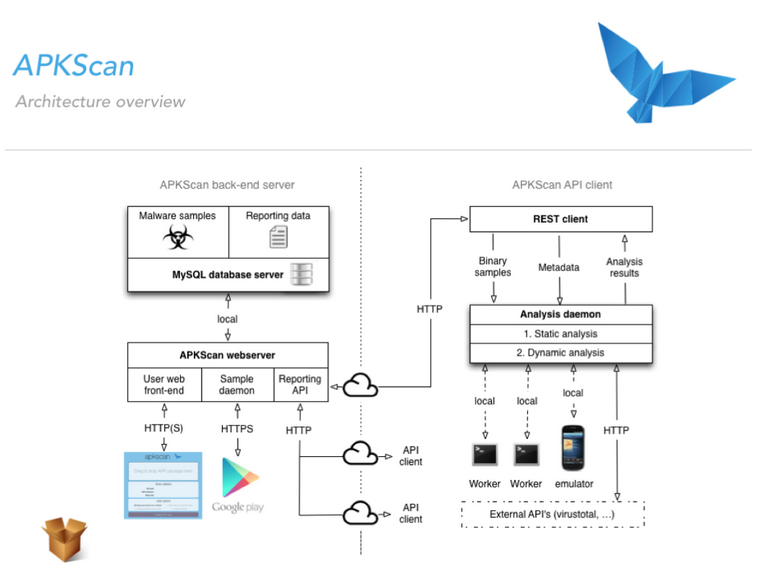 APKScan
Architecture overview
APKScan back-end server
Malware samples
Reporting data
MySQL database server
local
APKScan webserver
User web
front-end
Sample
daemon
Reporting
API
HTTP(S)
HTTPS
HTTP
apkscan
Google play
API
client
API
client
HTTP
APKScan API client
REST client
Binary
samples
Metadata
Analysis
results
Analysis daemon
1. Static analysis
2. Dynamic analysis
local
local
local
HTTP
Worker
Worker
emulator
External API's (virustotal, ...)